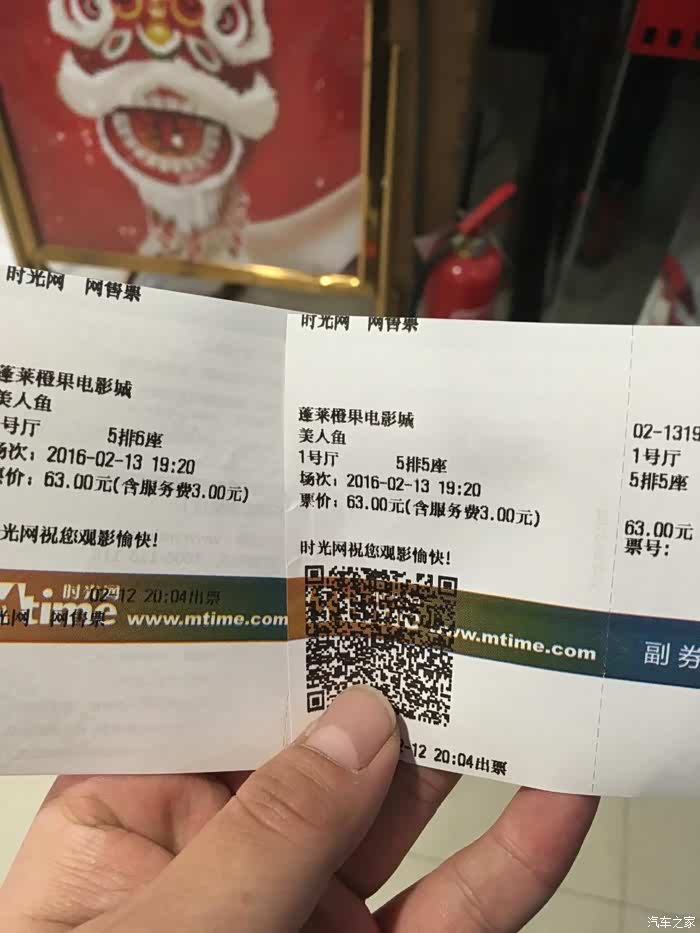 时光网 网售票
蓬莱橙果电影城
美人鱼
号厅 5排6座
场次：2016-02-13 19:20
票价：63.00元(含服务费3.00元)
时光网祝您观影愉快!
时光网
time www.mtime.com
02-12 20:04出票
光网 网售票
时光网 网售票
蓬莱橙果电影城
美人鱼
1号厅 5排5座
场次：2016-02-13 19:20
票价：63.00元(含服务费3.00元)
时光网祝您观影愉快!
www.mtime.com
2-12 20:04出票
02-1319
1号厅
5排5座
63.00元
票号：
副券
汽车之家